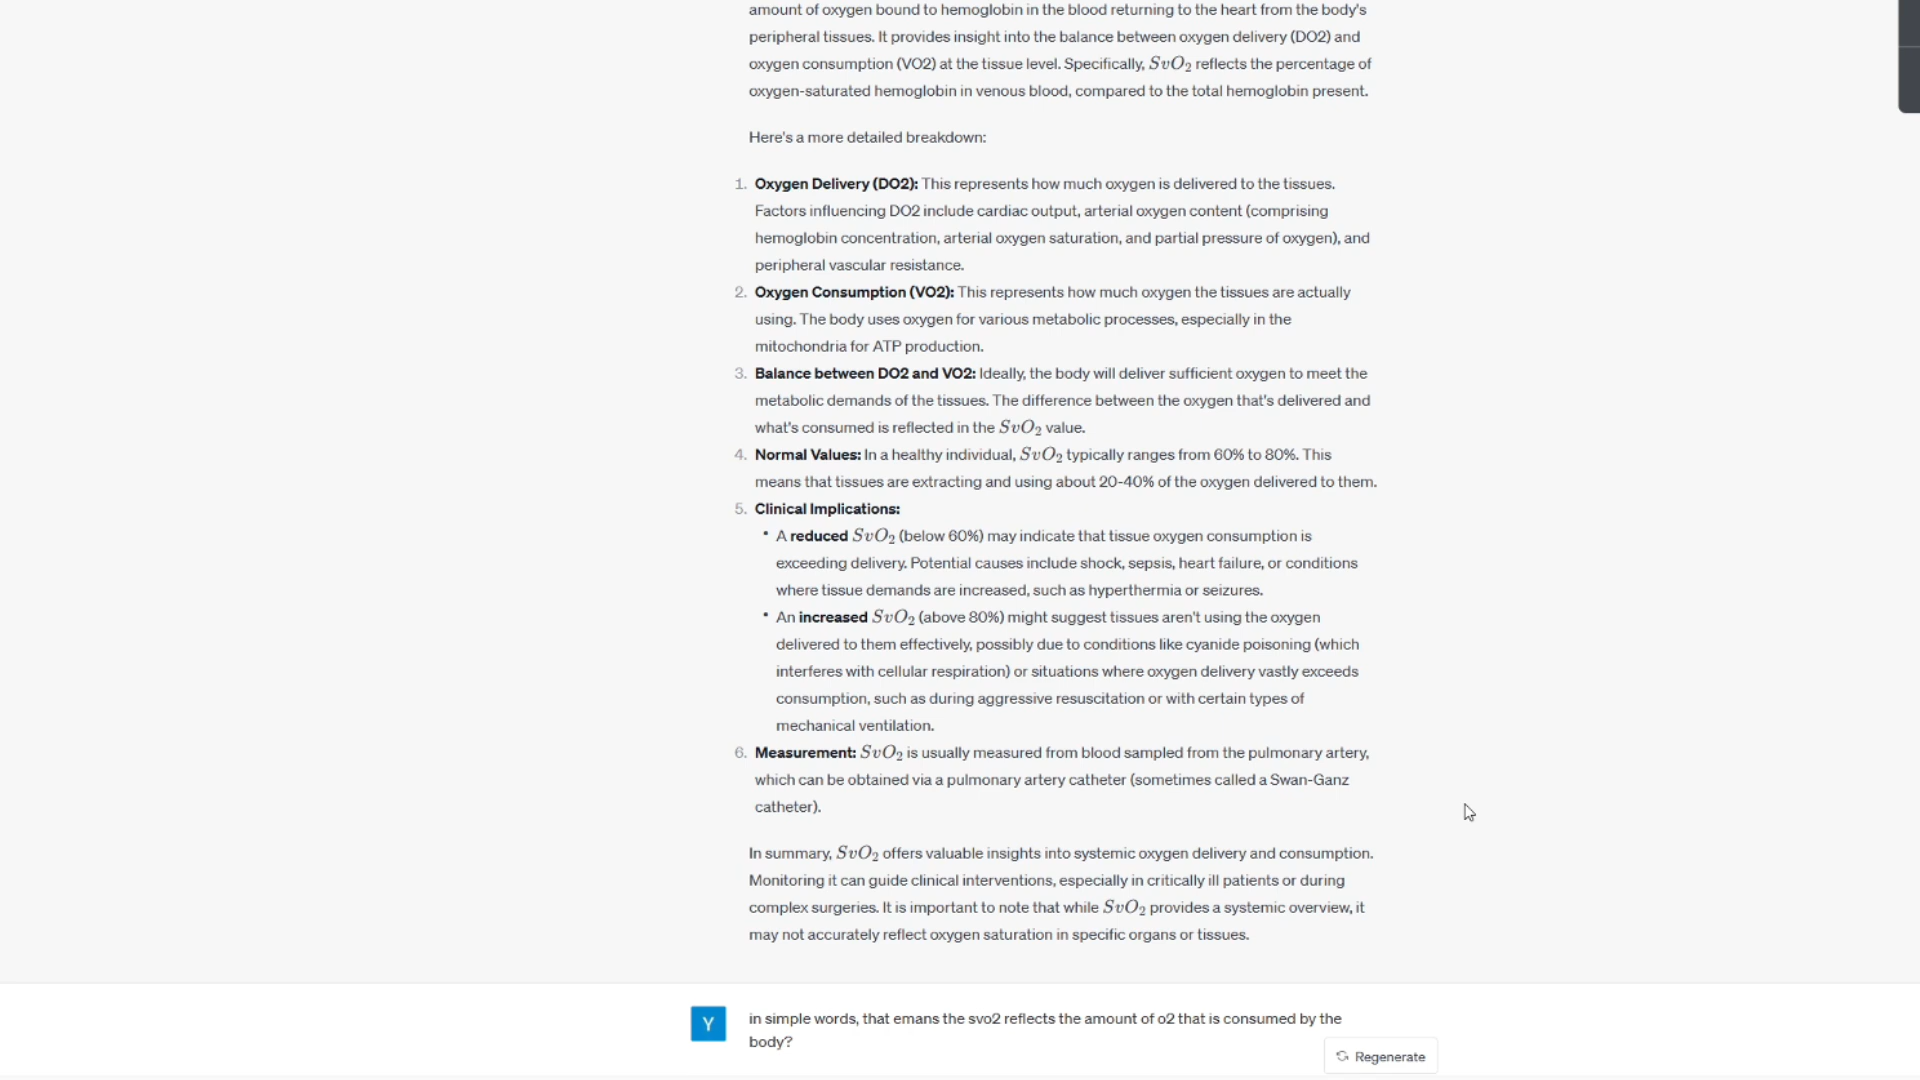 amount of oxygen bound to hemoglobin in the blood returning to the heart from the body's
peripheral tissues. It provides insight into the balance between oxygen delivery (DO2) and
oxygen consumption (VO2) at the tissue level. Specifically, SvO₂ reflects the percentage of
oxygen-saturated hemoglobin in venous blood, compared to the total hemoglobin present.
Here's a more detailed breakdown:
1. Oxygen Delivery (DO2): This represents how much oxygen is delivered to the tissues.
Factors influencing DO2 include cardiac output, arterial oxygen content (comprising
hemoglobin concentration, arterial oxygen saturation, and partial pressure of oxygen), and
peripheral vascular resistance.
2. Oxygen Consumption (VO2): This represents how much oxygen the tissues are actually
using. The body uses oxygen for various metabolic processes, especially in the
mitochondria for ATP production.
3. Balance between DO2 and VO2: Ideally, the body will deliver sufficient oxygen to meet the
metabolic demands of the tissues. The difference between the oxygen that's delivered and
what's consumed is reflected in the SvO₂ value.
4. Normal Values: In a healthy individual, SvO₂ typically ranges from 60% to 80%. This
means that tissues are extracting and using about 20-40% of the oxygen delivered to them.
5. Clinical Implications:
• A reduced SvO₂ (below 60%) may indicate that tissue oxygen consumption is
exceeding delivery. Potential causes include shock, sepsis, heart failure, or conditions
where tissue demands are increased, such as hyperthermia or seizures.
• An increased SvO₂ (above 80%) might suggest tissues aren't using the oxygen
delivered to them effectively, possibly due to conditions like cyanide poisoning (which
interferes with cellular respiration) or situations where oxygen delivery vastly exceeds
consumption, such as during aggressive resuscitation or with certain types of
mechanical ventilation.
6. Measurement: SvO₂ is usually measured from blood sampled from the pulmonary artery,
which can be obtained via a pulmonary artery catheter (sometimes called a Swan-Ganz
catheter).
In summary, SvO₂ offers valuable insights into systemic oxygen delivery and consumption.
Monitoring it can guide clinical interventions, especially in critically ill patients or during
complex surgeries. It is important to note that while SvO₂ provides a systemic overview, it
may not accurately reflect oxygen saturation in specific organs or tissues.
Y
in simple words, that emans the svo2 reflects the amount of o2 that is consumed by the
body?
Regenerate